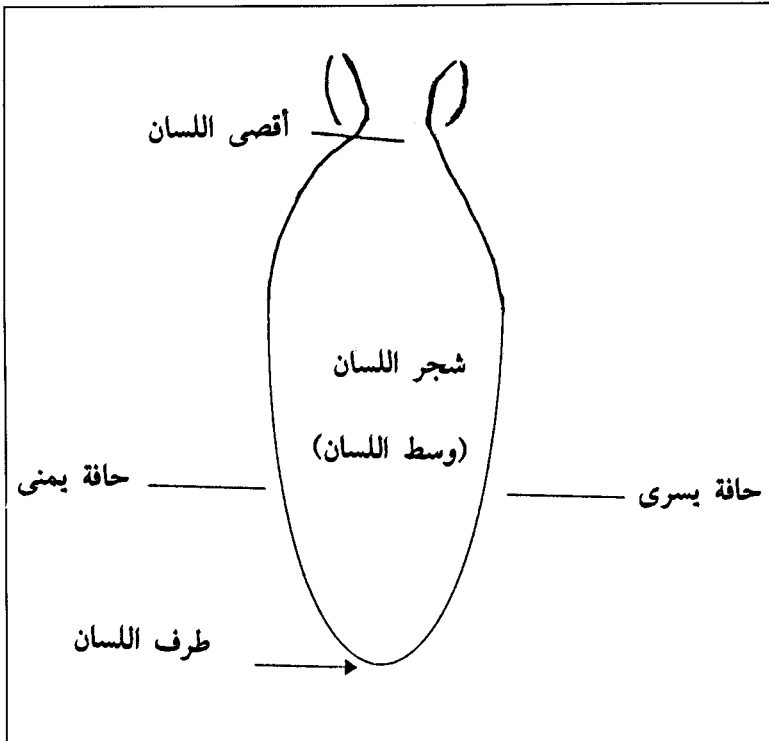 أقصى اللسان
شجر اللسان
(وسط اللسان)
حافة يسرى
حافة يمنى
طرف اللسان